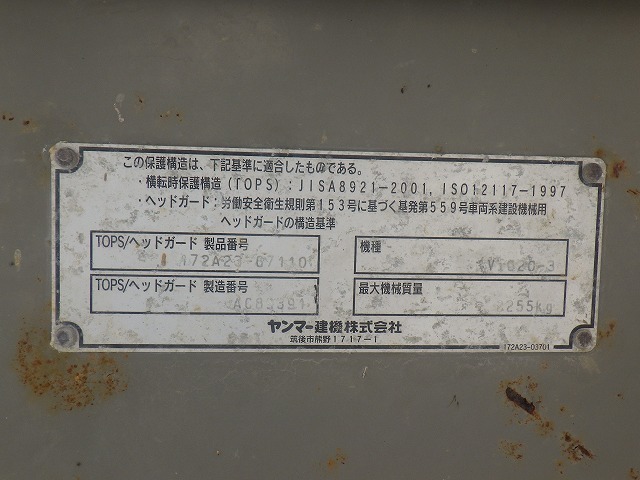 この保護構造は、下記基準に適合したものである。
・横転時保護構造(TOPS):JISA8921-2001, ISO12117-1997
・ヘッドガード:労働安全衛生規則第153号に基づく基発第559号車両系建設機械用
ヘッドガードの構造基準
TOPS/ヘッドガード 製品番号
172A23-07110
機種
ViO20-3
TOPS/ヘッドガード 製造番号
最大機械質量
255kg
ヤンマー建機株式会社
筑後市熊野1717-1
172A23-03701